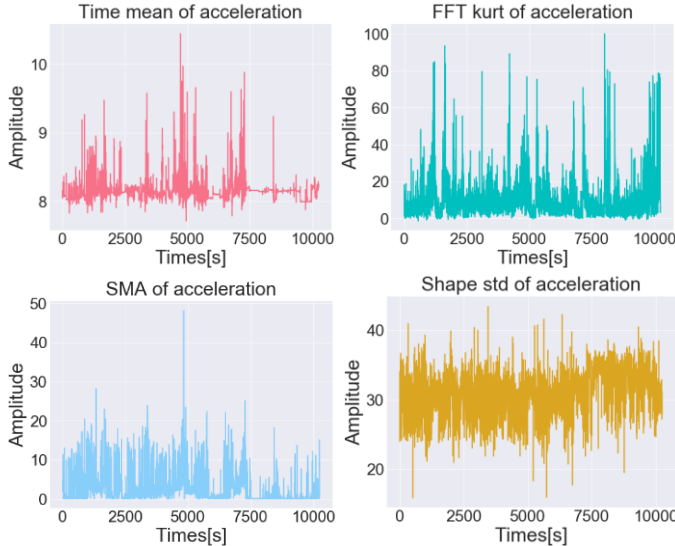 Time mean of acceleration
Amplitude
10
9
8
0 2500 5000 7500 10000
Times[s]
FFT kurt of acceleration
Amplitude
100
80
60
40
20
0
0 2500 5000 7500 10000
Times[s]
SMA of acceleration
Amplitude
50
40
30
20
10
0
0 2500 5000 7500 10000
Times[s]
Shape std of acceleration
Amplitude
40
30
20
0 2500 5000 7500 10000
Times[s]